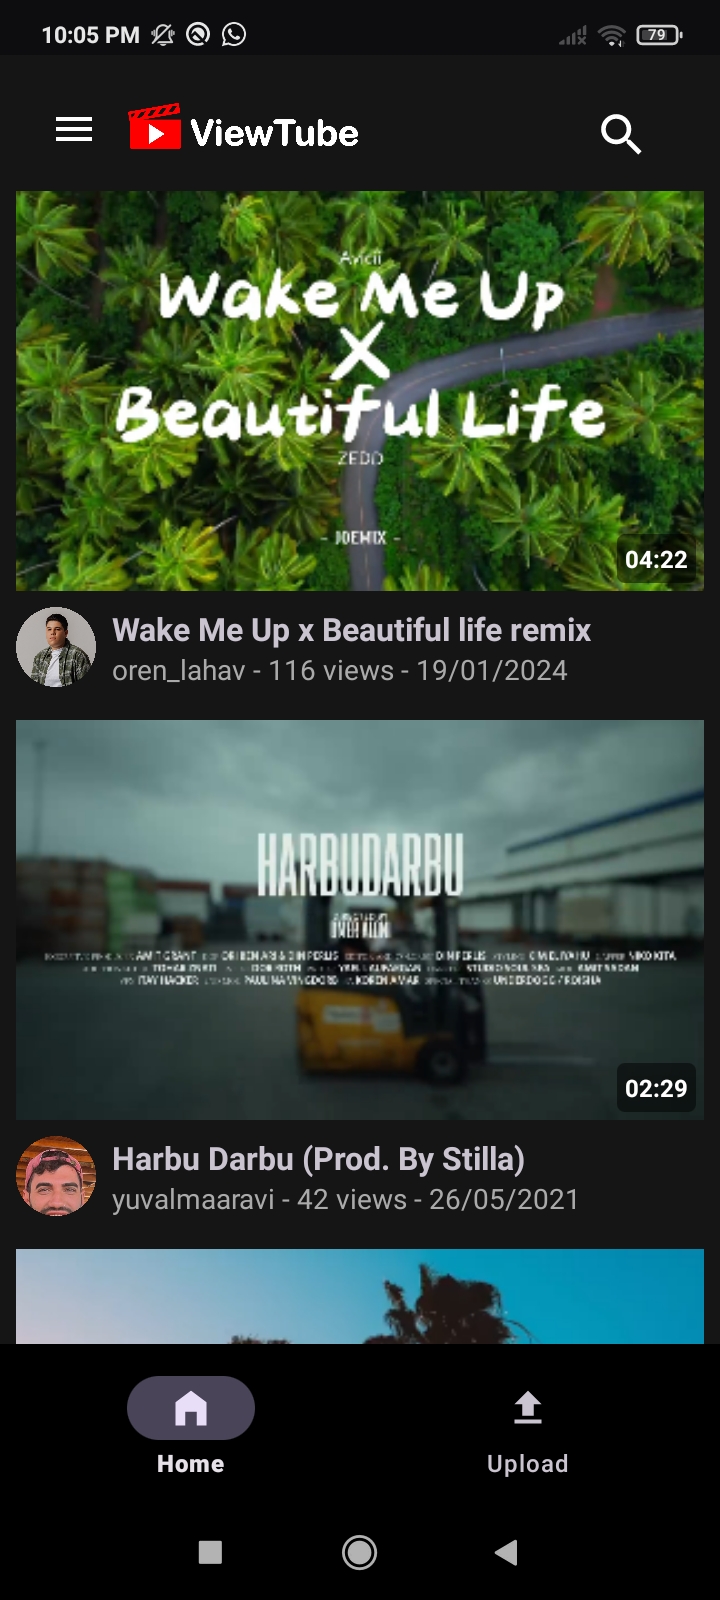 10:05 PM
79
ViewTube
Avicii
Wake Me Up
X
Beautiful Life
ZEDD
- JOEMIX -
04:22
Wake Me Up x Beautiful life remix
oren_lahav - 116 views - 19/01/2024
HARBUDARBU
02:29
Harbu Darbu (Prod. By Stilla)
yuvalmaaravi - 42 views - 26/05/2021
Home
Upload